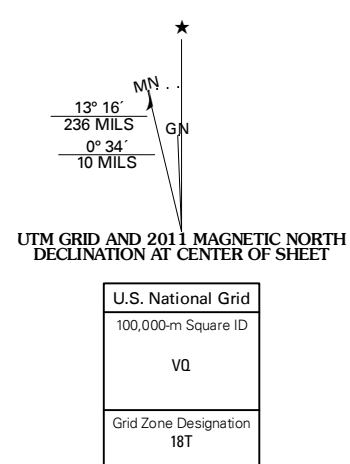 MN
13° 16´
236 MILS
GN
0° 34´
10 MILS
UTM GRID AND 2011 MAGNETIC NORTH
DECLINATION AT CENTER OF SHEET
U.S. National Grid
100,000-m Square ID
VQ
Grid Zone Designation
18T